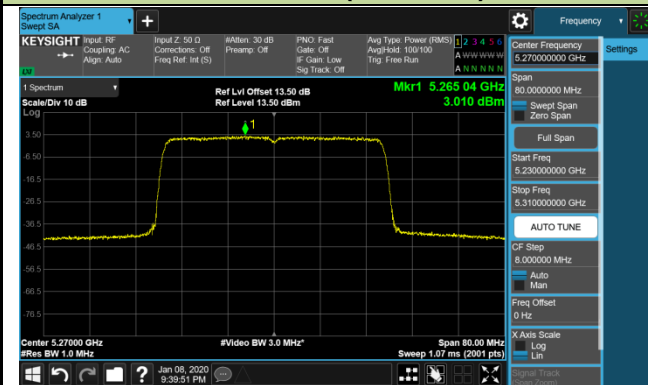 Spectrum Analyzer 1
Swept SA
Frequency
KEYSIGHT
Input: RF
Coupling: AC
Align: Auto
Input Z: 50 Ω
Corrections: Off
Freq Ref: Int (S)
#Atten: 30 dB
Preamp: Off
PNO: Fast
Gate: Off
IF Gain: Low
Sig Track: Off
Avg Type: Power (RMS)
Avg|Hold: 100/100
Trig: Free Run
1 2 3 4 5 6
A W W W W W
A N N N N N
LXI
1 Spectrum
Scale/Div 10 dB
Log
Ref Lvl Offset 13.50 dB
Ref Level 13.50 dBm
Mkr1 5.265 04 GHz
3.010 dBm
1
3.50
-6.50
-16.5
-26.5
-36.5
-46.5
-56.5
-66.5
-76.5
Center 5.27000 GHz
#Res BW 1.0 MHz
#Video BW 3.0 MHz*
Span 80.00 MHz
Sweep 1.07 ms (2001 pts)
Jan 08, 2020
9:39:51 PM
Center Frequency
5.270000000 GHz
Span
80.0000000 MHz
Swept Span
Zero Span
Full Span
Start Freq
5.230000000 GHz
Stop Freq
5.310000000 GHz
AUTO TUNE
CF Step
8.000000 MHz
Auto
Man
Freq Offset
0 Hz
X Axis Scale
Log
Lin
Signal Track
(Span Zoom)
Settings